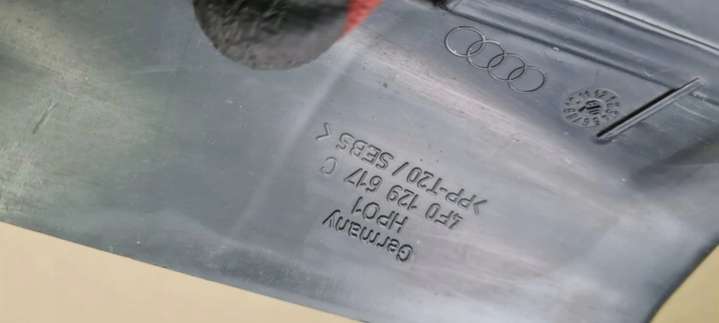 >PP-T20 / SEBS<
4F0 129 617 C
HP01
Germany